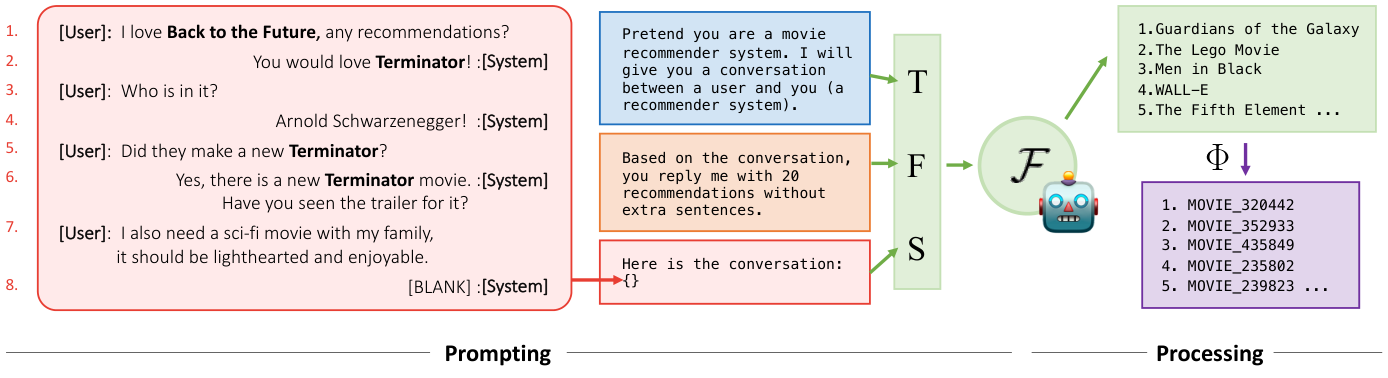 1. [User]: I love Back to the Future, any recommendations?
2. You would love Terminator! :[System]
3. [User]: Who is in it?
4. Arnold Schwarzenegger! :[System]
5. [User]: Did they make a new Terminator?
6. Yes, there is a new Terminator movie. :[System]
Have you seen the trailer for it?
7. [User]: I also need a sci-fi movie with my family,
it should be lighthearted and enjoyable.
8. [BLANK] :[System]
Pretend you are a movie
recommender system. I will
give you a conversation
between a user and you (a
recommender system).
Based on the conversation,
you reply me with 20
recommendations without
extra sentences.
Here is the conversation:
{}
T
F
S
ℱ
1.Guardians of the Galaxy
2.The Lego Movie
3.Men in Black
4.WALL-E
5.The Fifth Element ...
Φ
1. MOVIE_320442
2. MOVIE_352933
3. MOVIE_435849
4. MOVIE_235802
5. MOVIE_239823 ...
Prompting
Processing